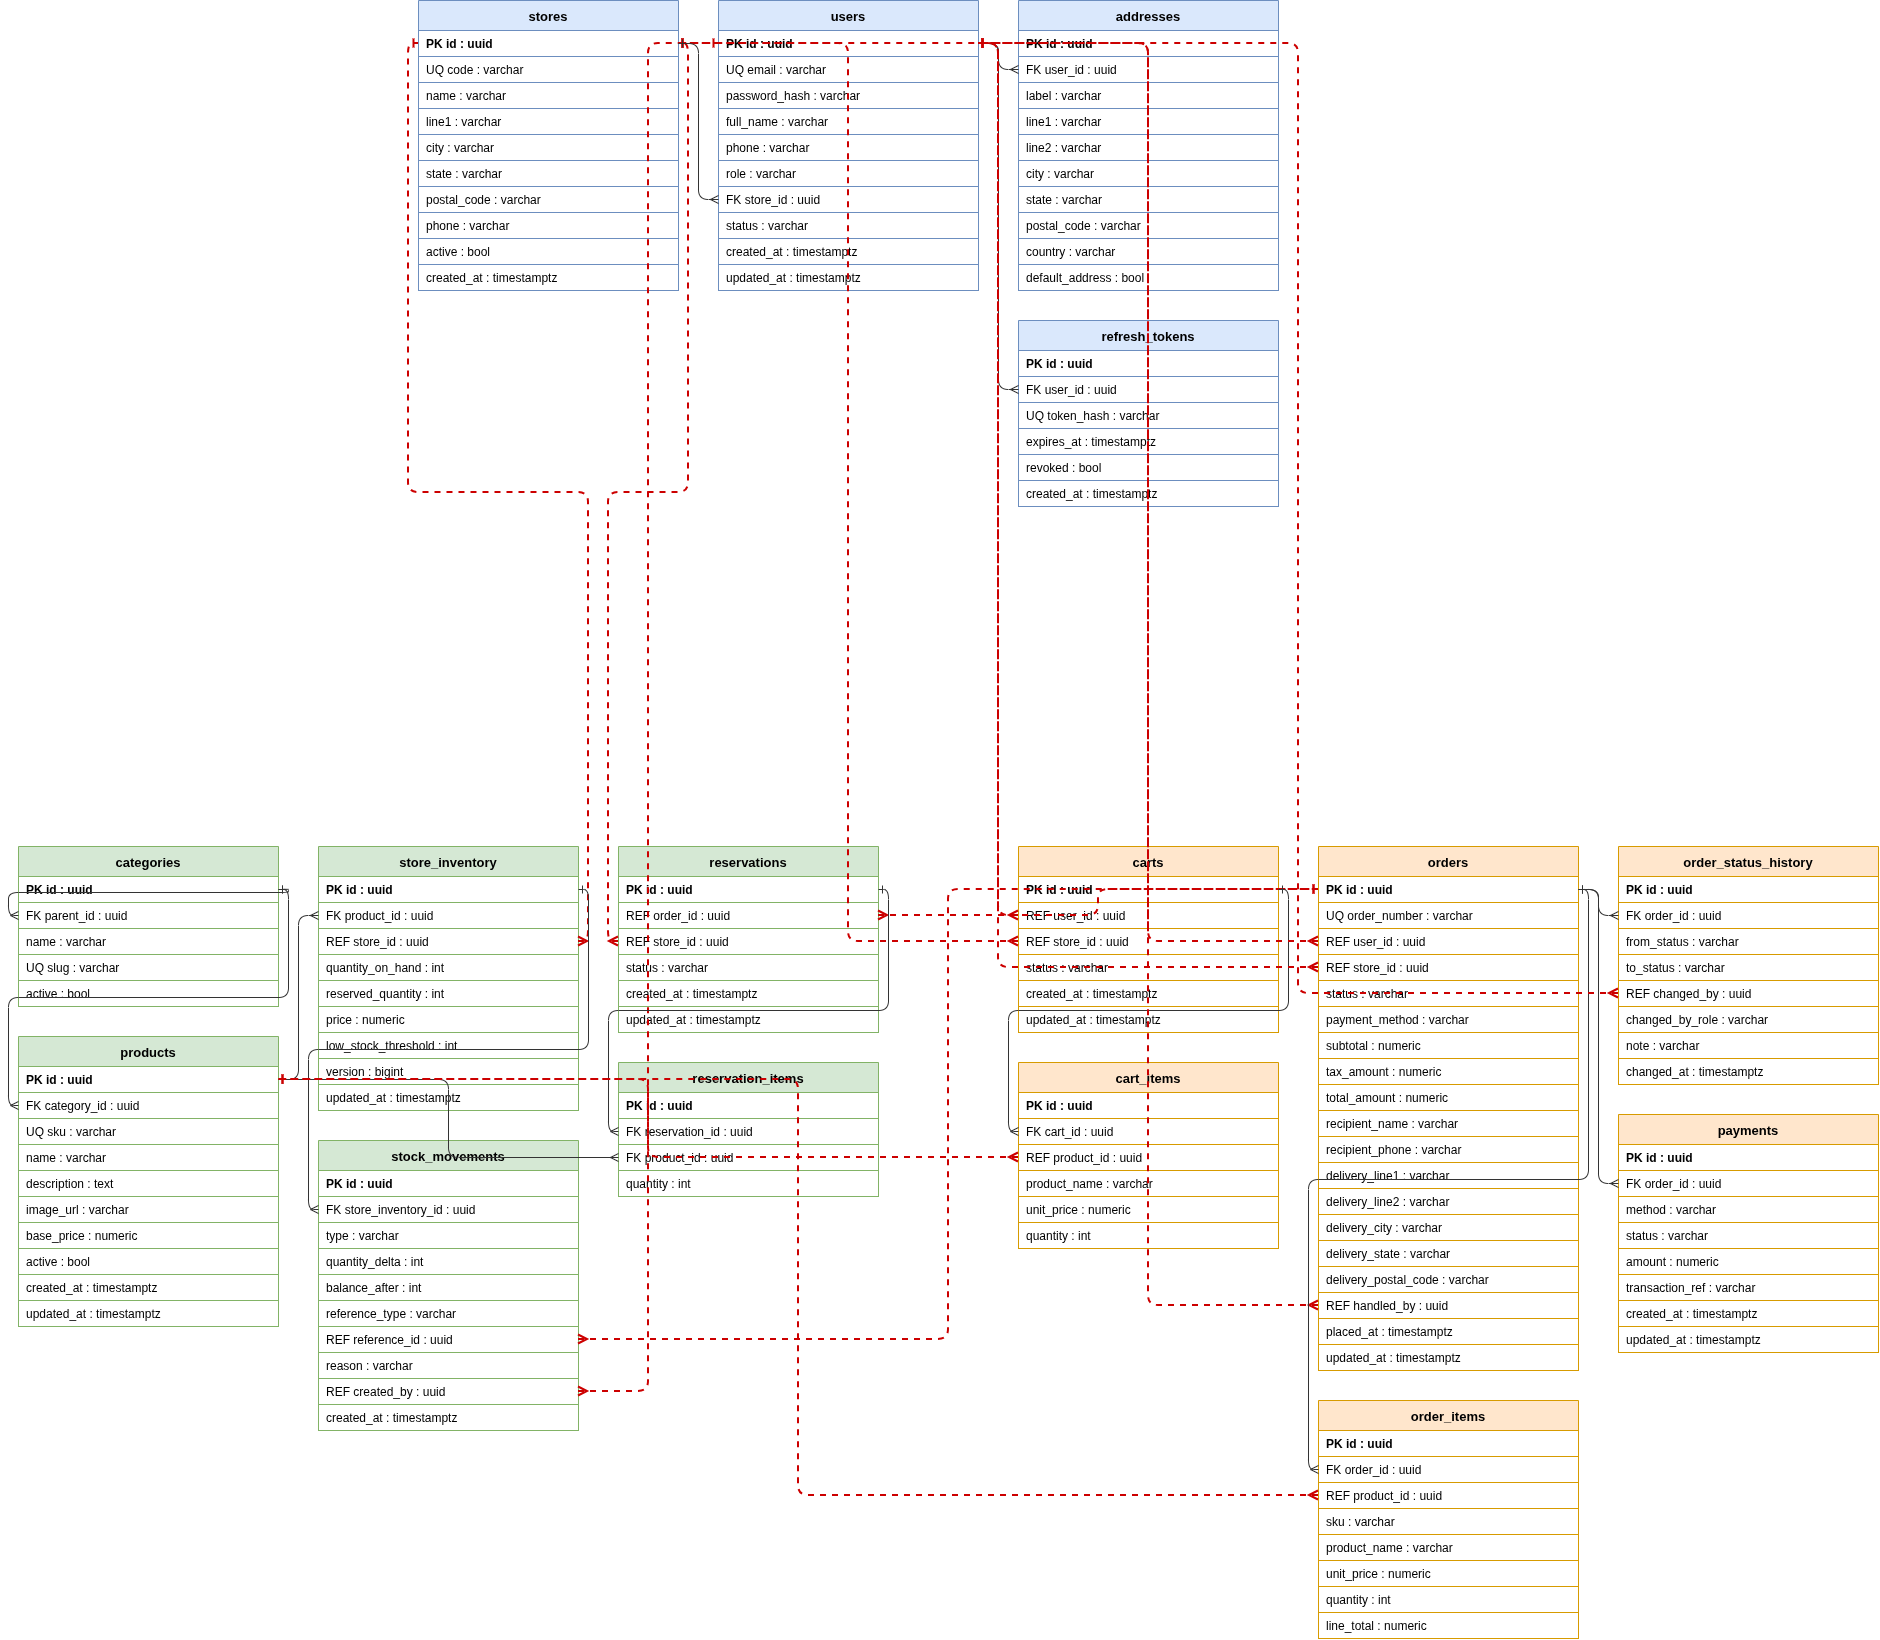 stores
PK id : uuid
UQ code : varchar
name : varchar
line1 : varchar
city : varchar
state : varchar
postal_code : varchar
phone : varchar
active : bool
created_at : timestamptz
users
PK id : uuid
UQ email : varchar
password_hash : varchar
full_name : varchar
phone : varchar
role : varchar
FK store_id : uuid
status : varchar
created_at : timestamptz
updated_at : timestamptz
addresses
PK id : uuid
FK user_id : uuid
label : varchar
line1 : varchar
line2 : varchar
city : varchar
state : varchar
postal_code : varchar
country : varchar
default_address : bool
refresh_tokens
PK id : uuid
FK user_id : uuid
UQ token_hash : varchar
expires_at : timestamptz
revoked : bool
created_at : timestamptz
categories
PK id : uuid
FK parent_id : uuid
name : varchar
UQ slug : varchar
active : bool
products
PK id : uuid
FK category_id : uuid
UQ sku : varchar
name : varchar
description : text
image_url : varchar
base_price : numeric
active : bool
created_at : timestamptz
updated_at : timestamptz
store_inventory
PK id : uuid
FK product_id : uuid
REF store_id : uuid
quantity_on_hand : int
reserved_quantity : int
price : numeric
low_stock_threshold : int
version : bigint
updated_at : timestamptz
stock_movements
PK id : uuid
FK store_inventory_id : uuid
type : varchar
quantity_delta : int
balance_after : int
reference_type : varchar
REF reference_id : uuid
reason : varchar
REF created_by : uuid
created_at : timestamptz
reservations
PK id : uuid
REF order_id : uuid
REF store_id : uuid
status : varchar
created_at : timestamptz
updated_at : timestamptz
reservation_items
PK id : uuid
FK reservation_id : uuid
FK product_id : uuid
quantity : int
carts
PK id : uuid
REF user_id : uuid
REF store_id : uuid
status : varchar
created_at : timestamptz
updated_at : timestamptz
cart_items
PK id : uuid
FK cart_id : uuid
REF product_id : uuid
product_name : varchar
unit_price : numeric
quantity : int
orders
PK id : uuid
UQ order_number : varchar
REF user_id : uuid
REF store_id : uuid
status : varchar
payment_method : varchar
subtotal : numeric
tax_amount : numeric
total_amount : numeric
recipient_name : varchar
recipient_phone : varchar
delivery_line1 : varchar
delivery_line2 : varchar
delivery_city : varchar
delivery_state : varchar
delivery_postal_code : varchar
REF handled_by : uuid
placed_at : timestamptz
updated_at : timestamptz
order_items
PK id : uuid
FK order_id : uuid
REF product_id : uuid
sku : varchar
product_name : varchar
unit_price : numeric
quantity : int
line_total : numeric
order_status_history
PK id : uuid
FK order_id : uuid
from_status : varchar
to_status : varchar
REF changed_by : uuid
changed_by_role : varchar
note : varchar
changed_at : timestamptz
payments
PK id : uuid
FK order_id : uuid
method : varchar
status : varchar
amount : numeric
transaction_ref : varchar
created_at : timestamptz
updated_at : timestamptz